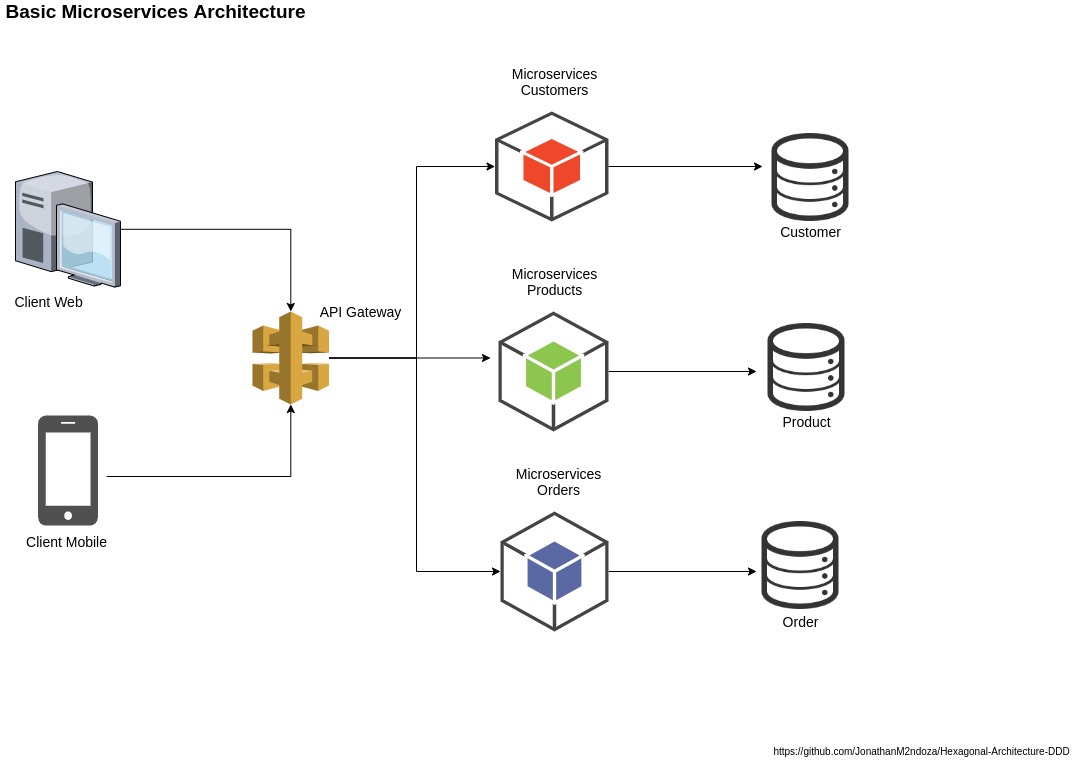 Basic Microservices Architecture
Microservices
Customers
Customer
Client Web
API Gateway
Microservices
Products
Product
Client Mobile
Microservices
Orders
Order
https://github.com/JonathanM2ndoza/Hexagonal-Architecture-DDD